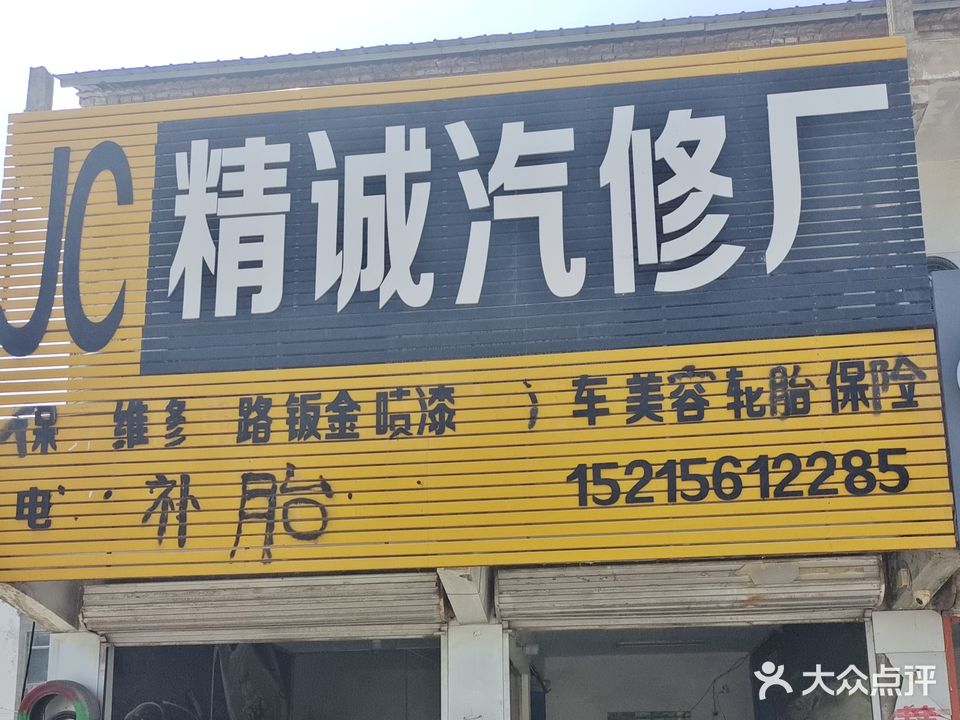 JC 精诚汽修厂
保 维修 路钣金喷漆 汽车美容轮胎保险
电 补胎 15215612285
大众点评